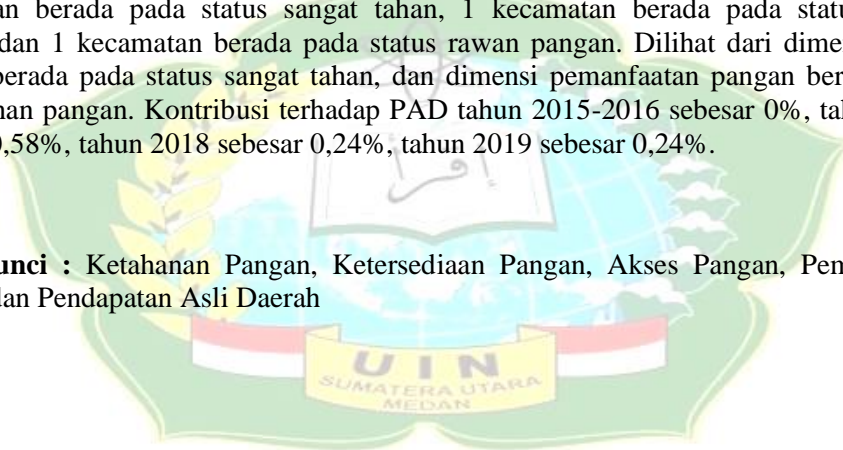 an berada pada status sangat tahan, 1 kecamatan berada pada statu
dan 1 kecamatan berada pada status rawan pangan. Dilihat dari dime
berada pada status sangat tahan, dan dimensi pemanfaatan pangan ber
nan pangan. Kontribusi terhadap PAD tahun 2015-2016 sebesar 0%, tal
0,58%, tahun 2018 sebesar 0,24%, tahun 2019 sebesar 0,24%.
unci : Ketahanan Pangan, Ketersediaan Pangan, Akses Pangan, Pem
dan Pendapatan Asli Daerah
UIN
SUMATERA UTARA
MEDAN